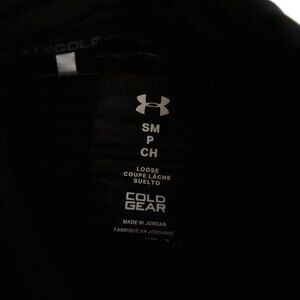 GOLF
SM
P
CH
LOOSE
COUPE LÂCHE
SUELTO
COLD
GEAR
MADE IN JORDAN
FABRIQUÉ EN JORDANIE